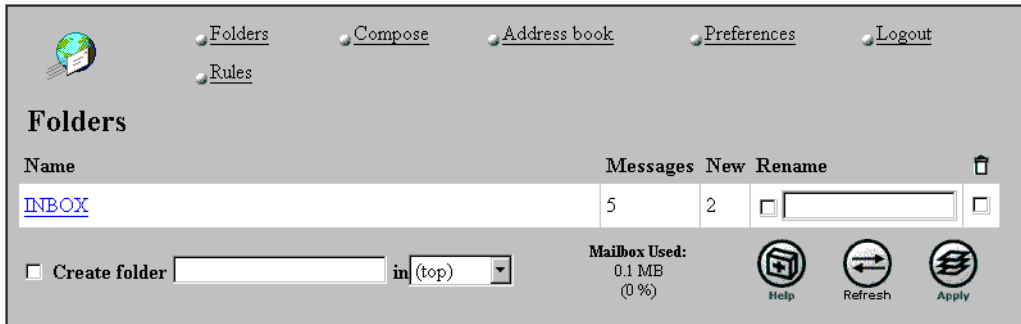 Folders Compose Address book Preferences Logout
Rules
Folders
Name Messages New Rename
INBOX 5 2
Create folder in (top)
Mailbox Used:
0.1 MB
(0 %)
Help Refresh Apply